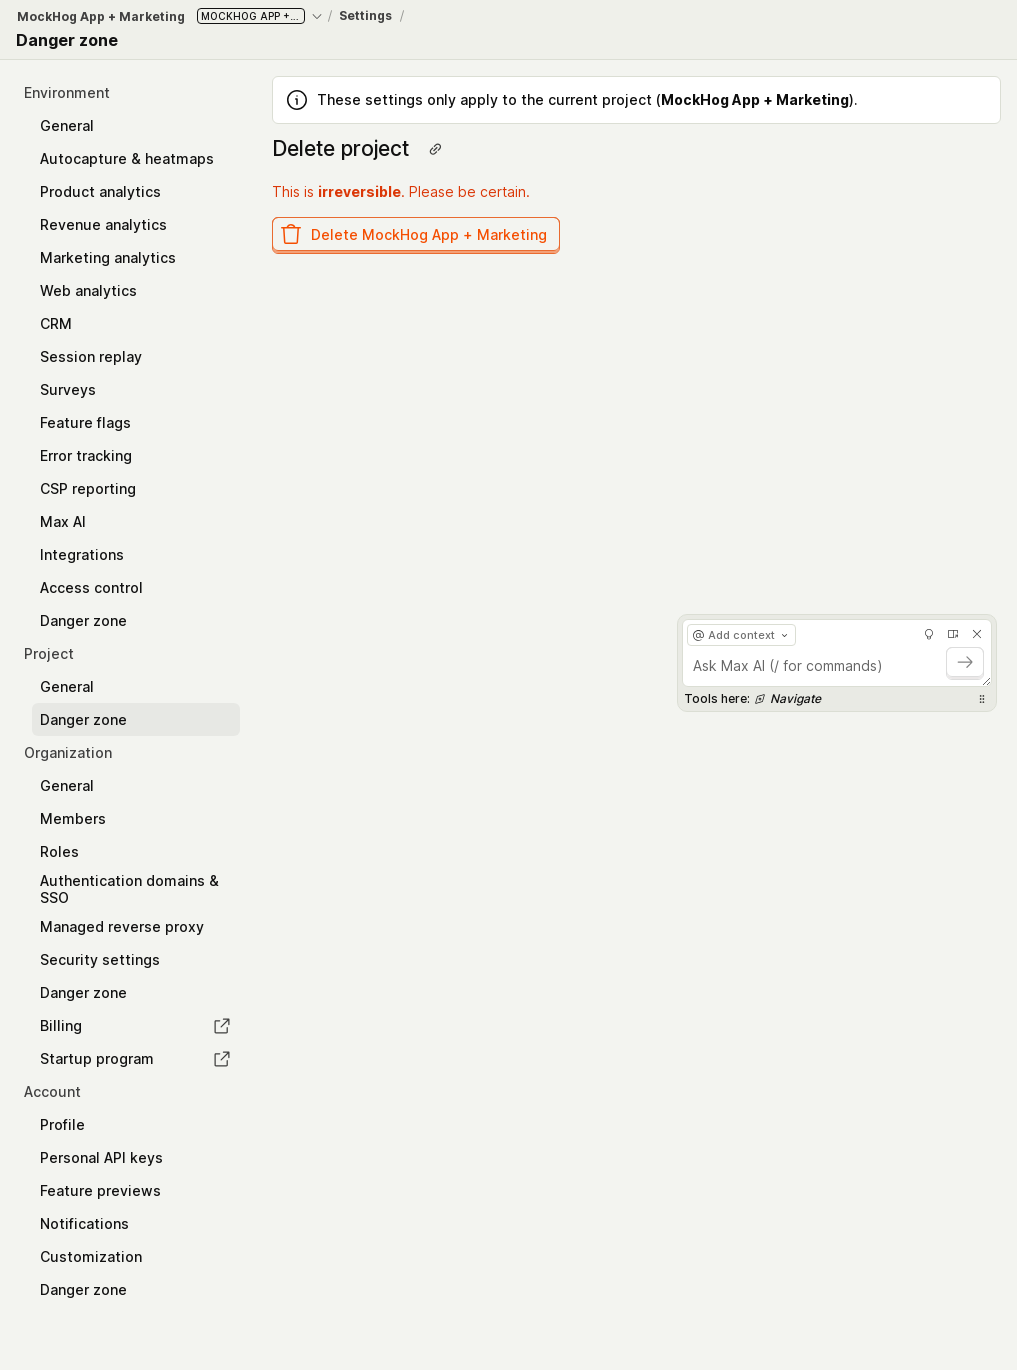 MockHog App + Marketing MOCKHOG APP +... / Settings /
Danger zone
Environment
General
Autocapture & heatmaps
Product analytics
Revenue analytics
Marketing analytics
Web analytics
CRM
Session replay
Surveys
Feature flags
Error tracking
CSP reporting
Max AI
Integrations
Access control
Danger zone
Project
General
Danger zone
Organization
General
Members
Roles
Authentication domains &
SSO
Managed reverse proxy
Security settings
Danger zone
Billing
Startup program
Account
Profile
Personal API keys
Feature previews
Notifications
Customization
Danger zone
These settings only apply to the current project (MockHog App + Marketing).
Delete project
This is irreversible. Please be certain.
Delete MockHog App + Marketing
@ Add context
Ask Max AI (/ for commands)
Tools here: Navigate